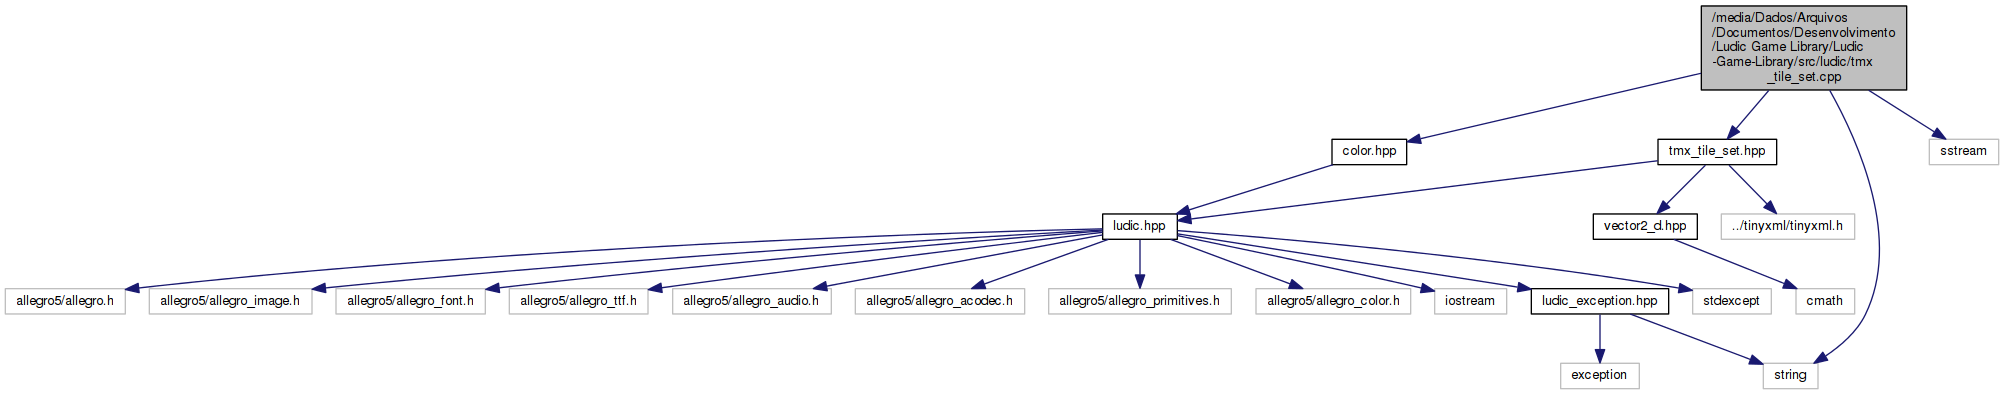 /media/Dados/Arquivos
/Documentos/Desenvolvimento
/Ludic Game Library/Ludic
-Game-Library/src/ludic/tmx
_tile_set.cpp
color.hpp
tmx_tile_set.hpp
sstream
ludic.hpp
vector2_d.hpp
../tinyxml/tinyxml.h
allegro5/allegro.h
allegro5/allegro_image.h
allegro5/allegro_font.h
allegro5/allegro_ttf.h
allegro5/allegro_audio.h
allegro5/allegro_acodec.h
allegro5/allegro_primitives.h
allegro5/allegro_color.h
iostream
ludic_exception.hpp
stdexcept
cmath
exception
string